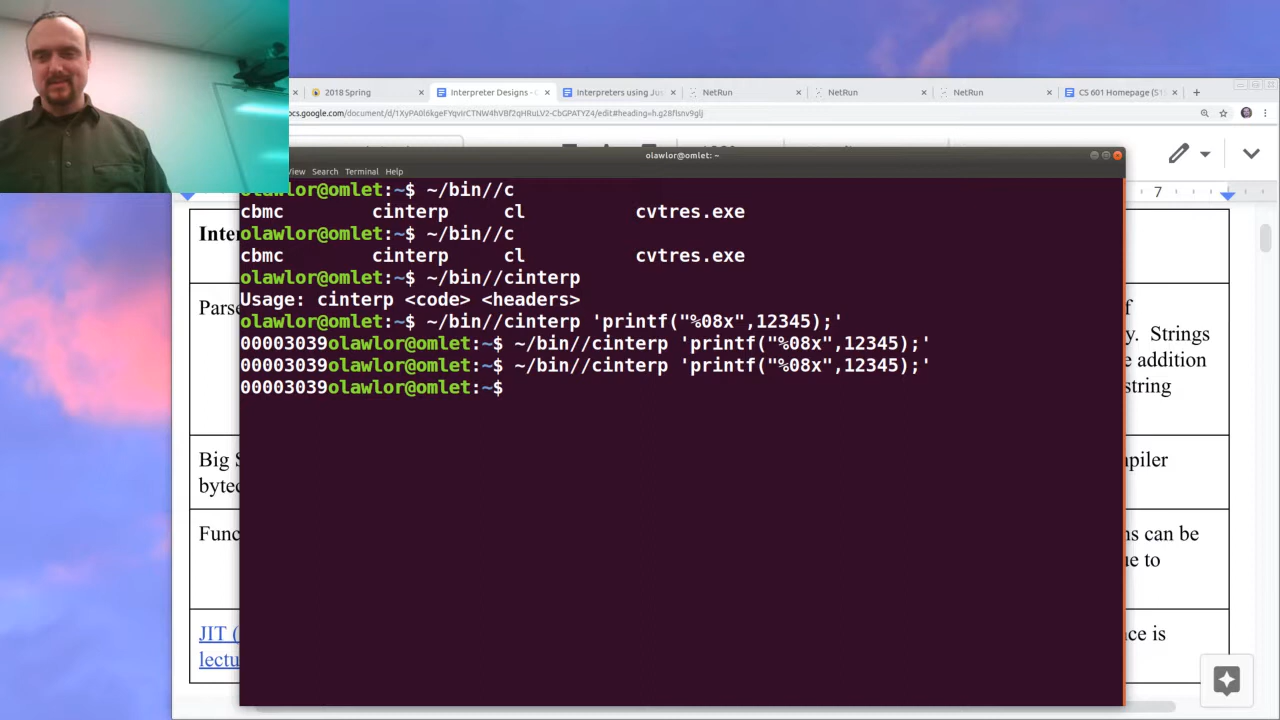 2018 Spring Interpreter Designs - Interpreters using Jus NetRun NetRun NetRun CS 601 Homepage (S1
olawlor@omlet: ~
View Search Terminal Help
7
olawlor@omlet:~$ ~/bin//c
cbmc cinterp cl cvtres.exe
olawlor@omlet:~$ ~/bin//c
cbmc cinterp cl cvtres.exe
olawlor@omlet:~$ ~/bin//cinterp
Usage: cinterp <code> <headers>
olawlor@omlet:~$ ~/bin//cinterp 'printf("%08x",12345);'
00003039olawlor@omlet:~$ ~/bin//cinterp 'printf("%08x",12345);'
00003039olawlor@omlet:~$ ~/bin//cinterp 'printf("%08x",12345);'
00003039olawlor@omlet:~$
Inter
Parse
f
y. Strings
e addition
string
Big S
bytec
piler
Func
ns can be
ue to
JIT (
lectu
ce is